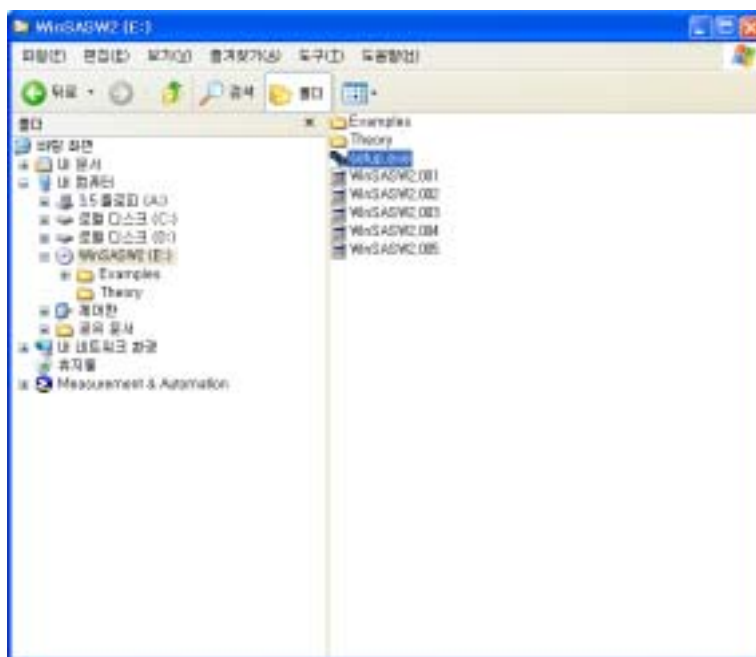 WinSASW2 (E:)
파일(F) 편집(E) 보기(V) 즐겨찾기(A) 도구(T) 도움말(H)
뒤로 검색 폴더
폴더
바탕 화면
내 문서
내 컴퓨터
3.5 플로피 (A:)
로컬 디스크 (C:)
로컬 디스크 (D:)
WinSASW2 (E:)
Examples
Theory
제어판
공유 문서
내 네트워크 환경
휴지통
Measurement & Automation
Examples
Theory
setup.exe
WinSASW2.001
WinSASW2.002
WinSASW2.003
WinSASW2.004
WinSASW2.005